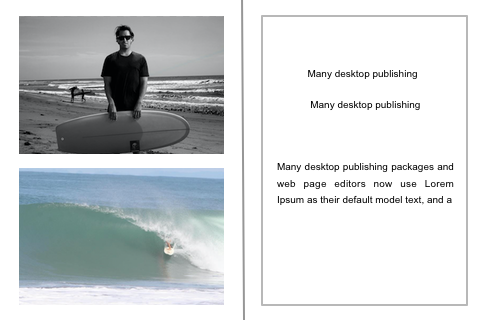 Many desktop publishing
Many desktop publishing
Many desktop publishing packages and
web page editors now use Lorem
Ipsum as their default model text, and a